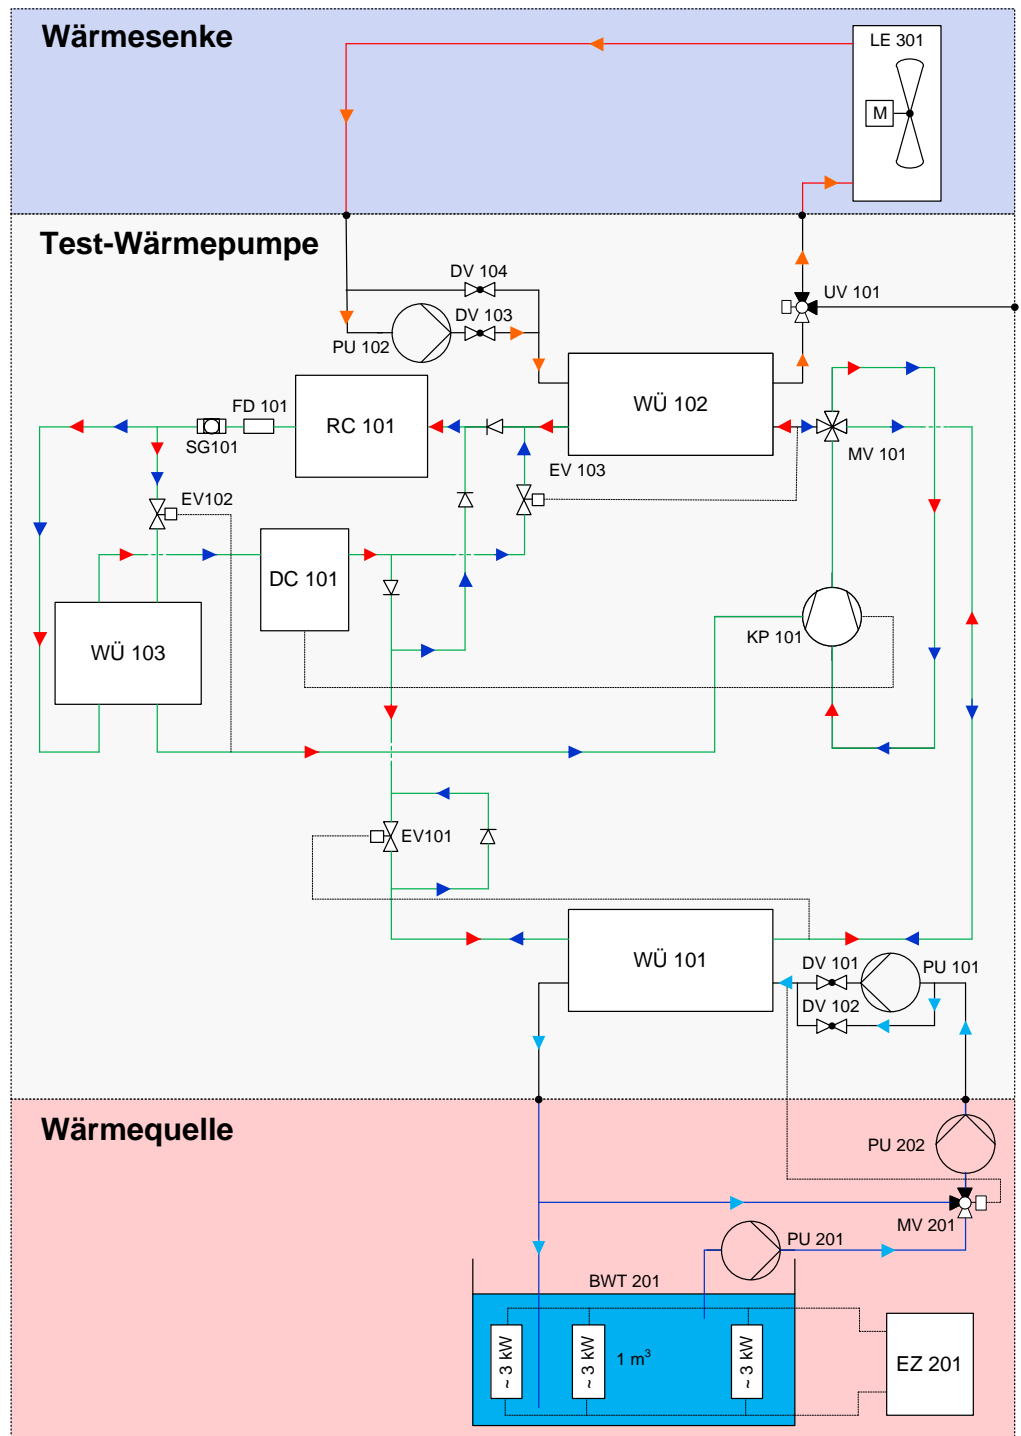 Wärmesenke
LE 301
M
Test-Wärmepumpe
DV 104
UV 101
DV 103
PU 102
WÜ 102
FD 101
RC 101
SG101
EV 103
MV 101
EV102
DC 101
KP 101
WÜ 103
EV101
WÜ 101
DV 101
PU 101
DV 102
Wärmequelle
PU 202
MV 201
PU 201
BWT 201
~ 3 kW
~ 3 kW
1 m³
~ 3 kW
EZ 201